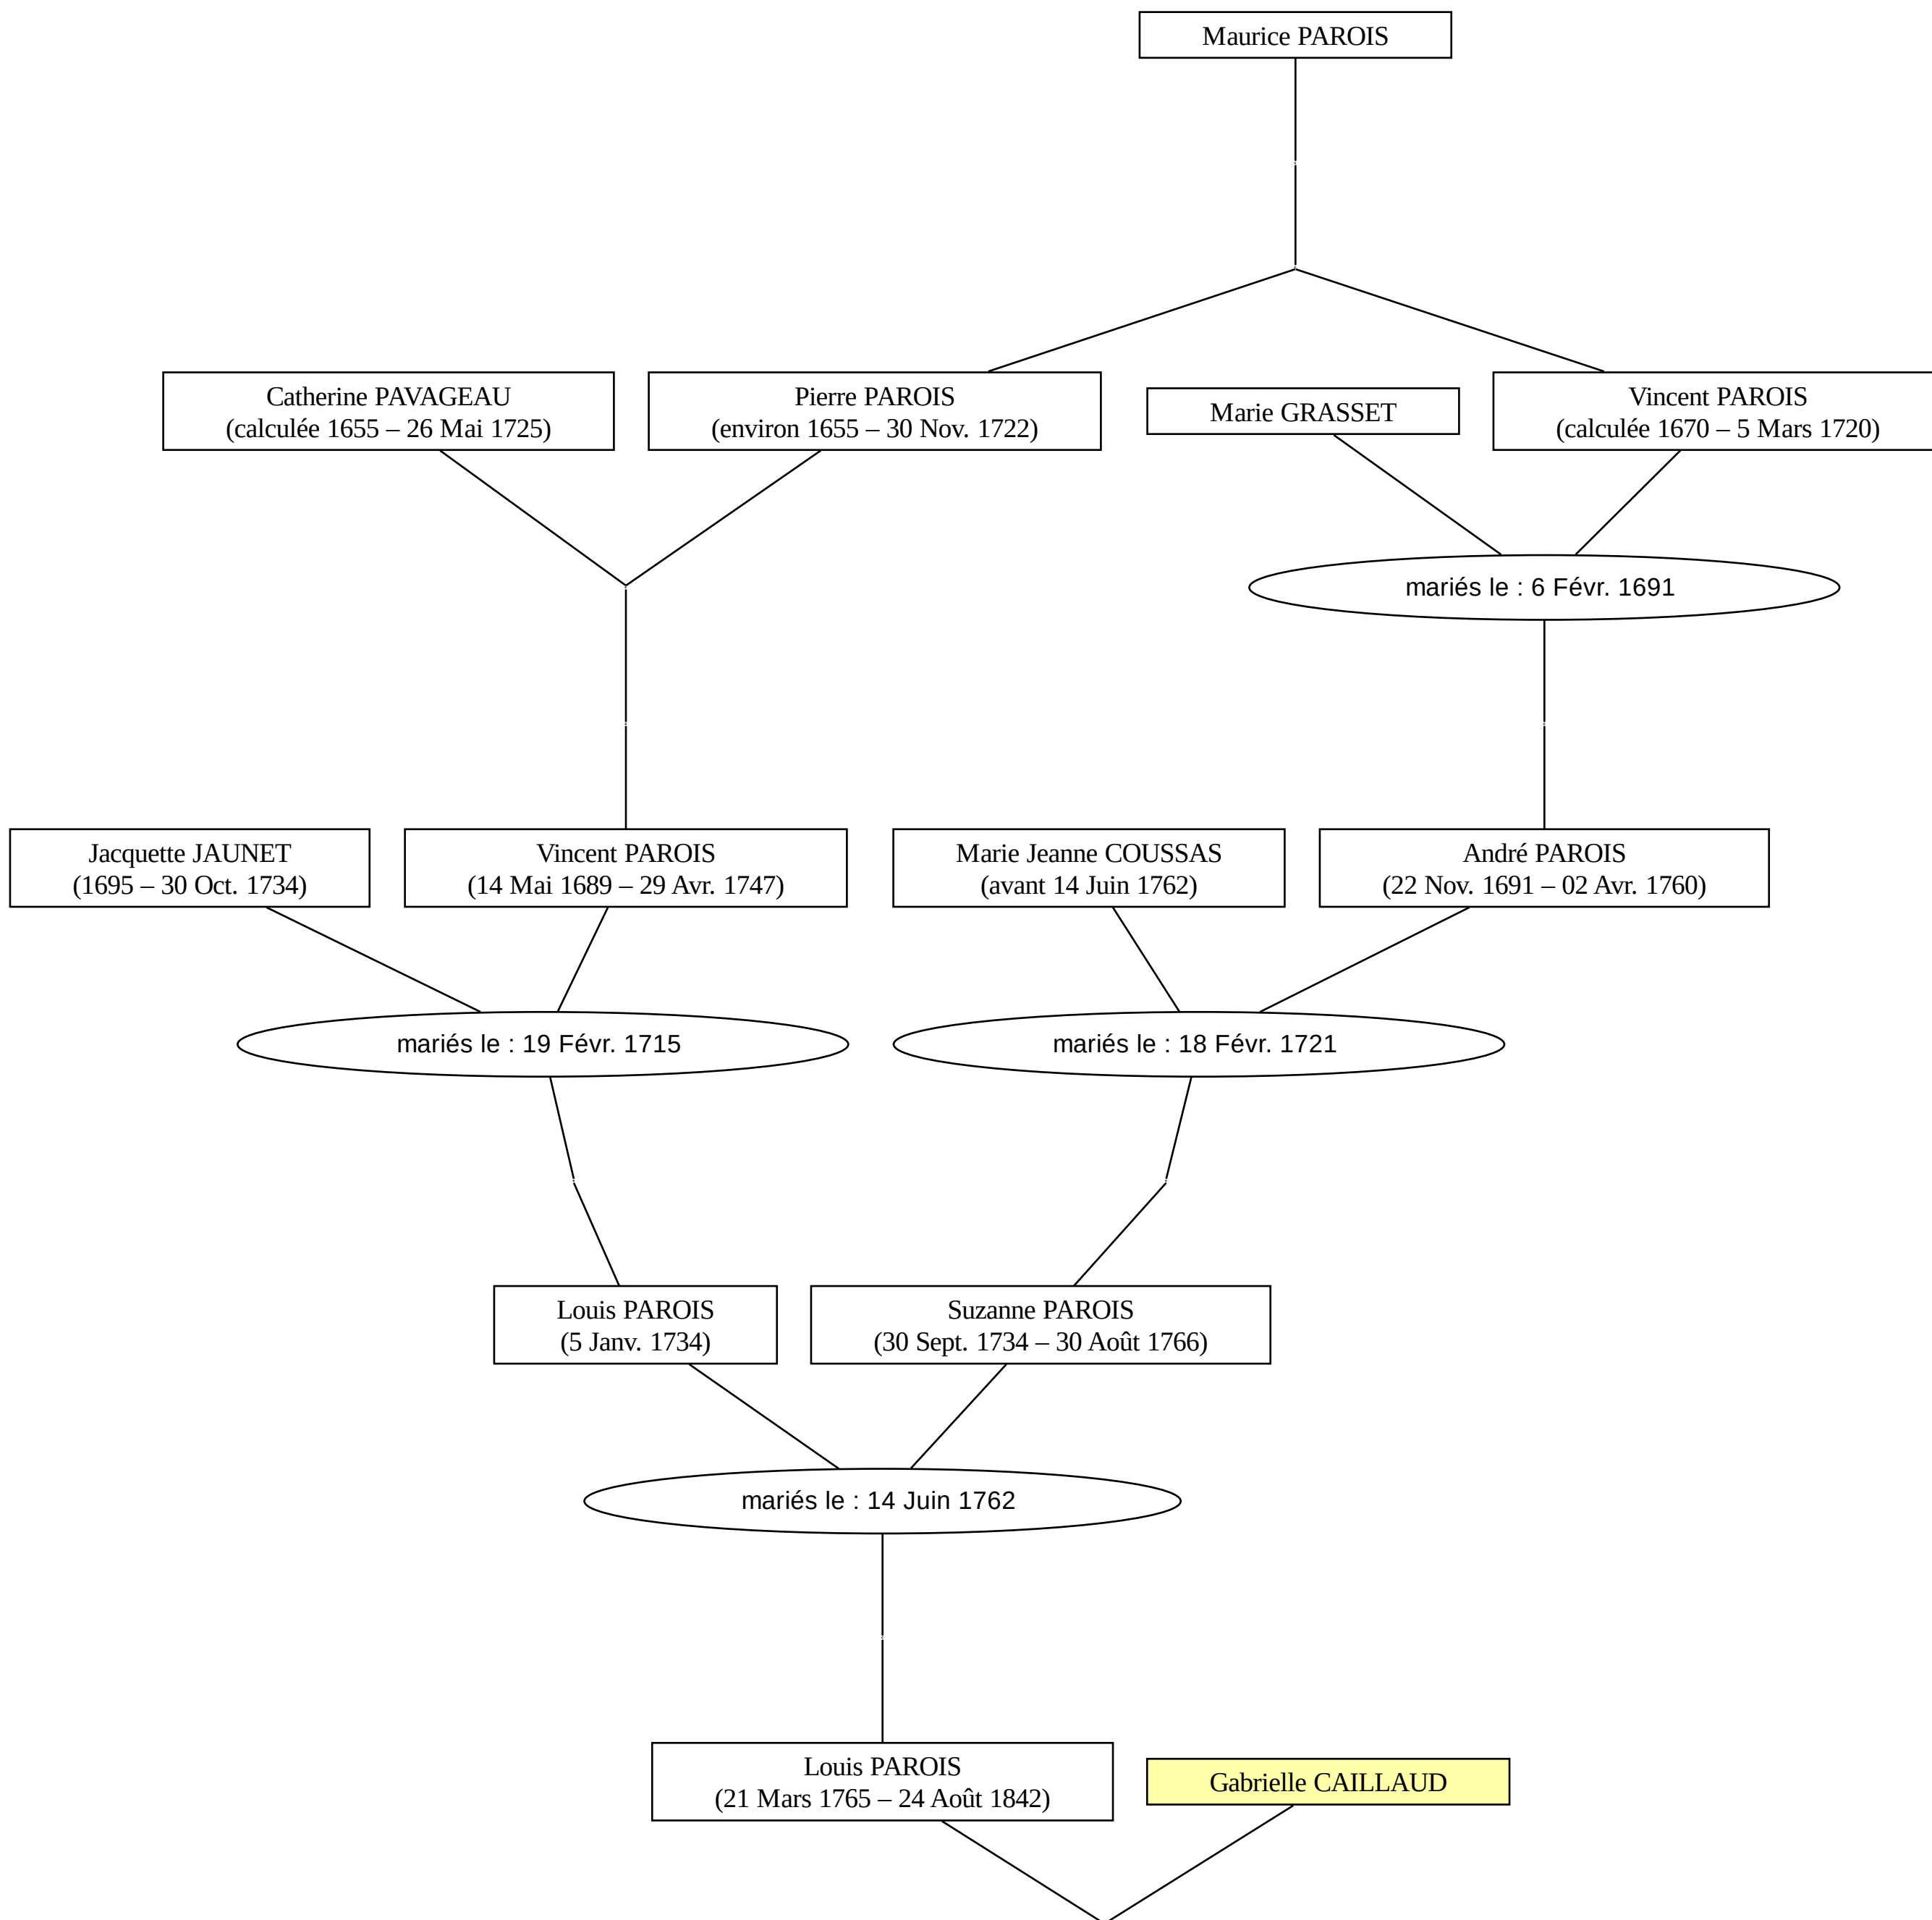 Maurice PAROIS
Catherine PAVAGEAU
(calculée 1655 – 26 Mai 1725)
Pierre PAROIS
(environ 1655 – 30 Nov. 1722)
Marie GRASSET
Vincent PAROIS
(calculée 1670 – 5 Mars 1720)
mariés le : 6 Févr. 1691
Jacquette JAUNET
(1695 – 30 Oct. 1734)
Vincent PAROIS
(14 Mai 1689 – 29 Avr. 1747)
Marie Jeanne COUSSAS
(avant 14 Juin 1762)
André PAROIS
(22 Nov. 1691 – 02 Avr. 1760)
mariés le : 19 Févr. 1715
mariés le : 18 Févr. 1721
Louis PAROIS
(5 Janv. 1734)
Suzanne PAROIS
(30 Sept. 1734 – 30 Août 1766)
mariés le : 14 Juin 1762
Louis PAROIS
(21 Mars 1765 – 24 Août 1842)
Gabrielle CAILLAUD